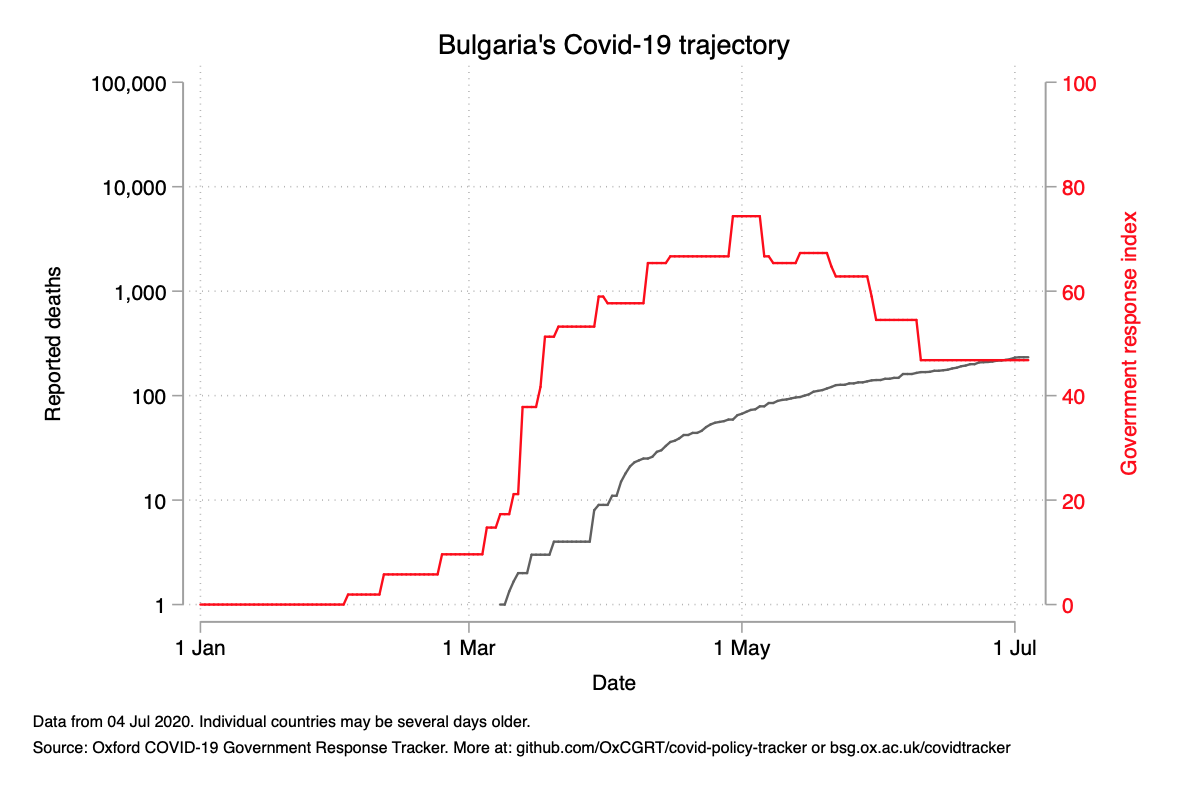 Bulgaria's Covid-19 trajectory
100,000
10,000
1,000
100
10
1
Reported deaths
100
80
60
40
20
0
Government response index
1 Jan
1 Mar
1 May
1 Jul
Date
Data from 04 Jul 2020. Individual countries may be several days older.
Source: Oxford COVID-19 Government Response Tracker. More at: github.com/OxCGRT/covid-policy-tracker or bsg.ox.ac.uk/covidtracker